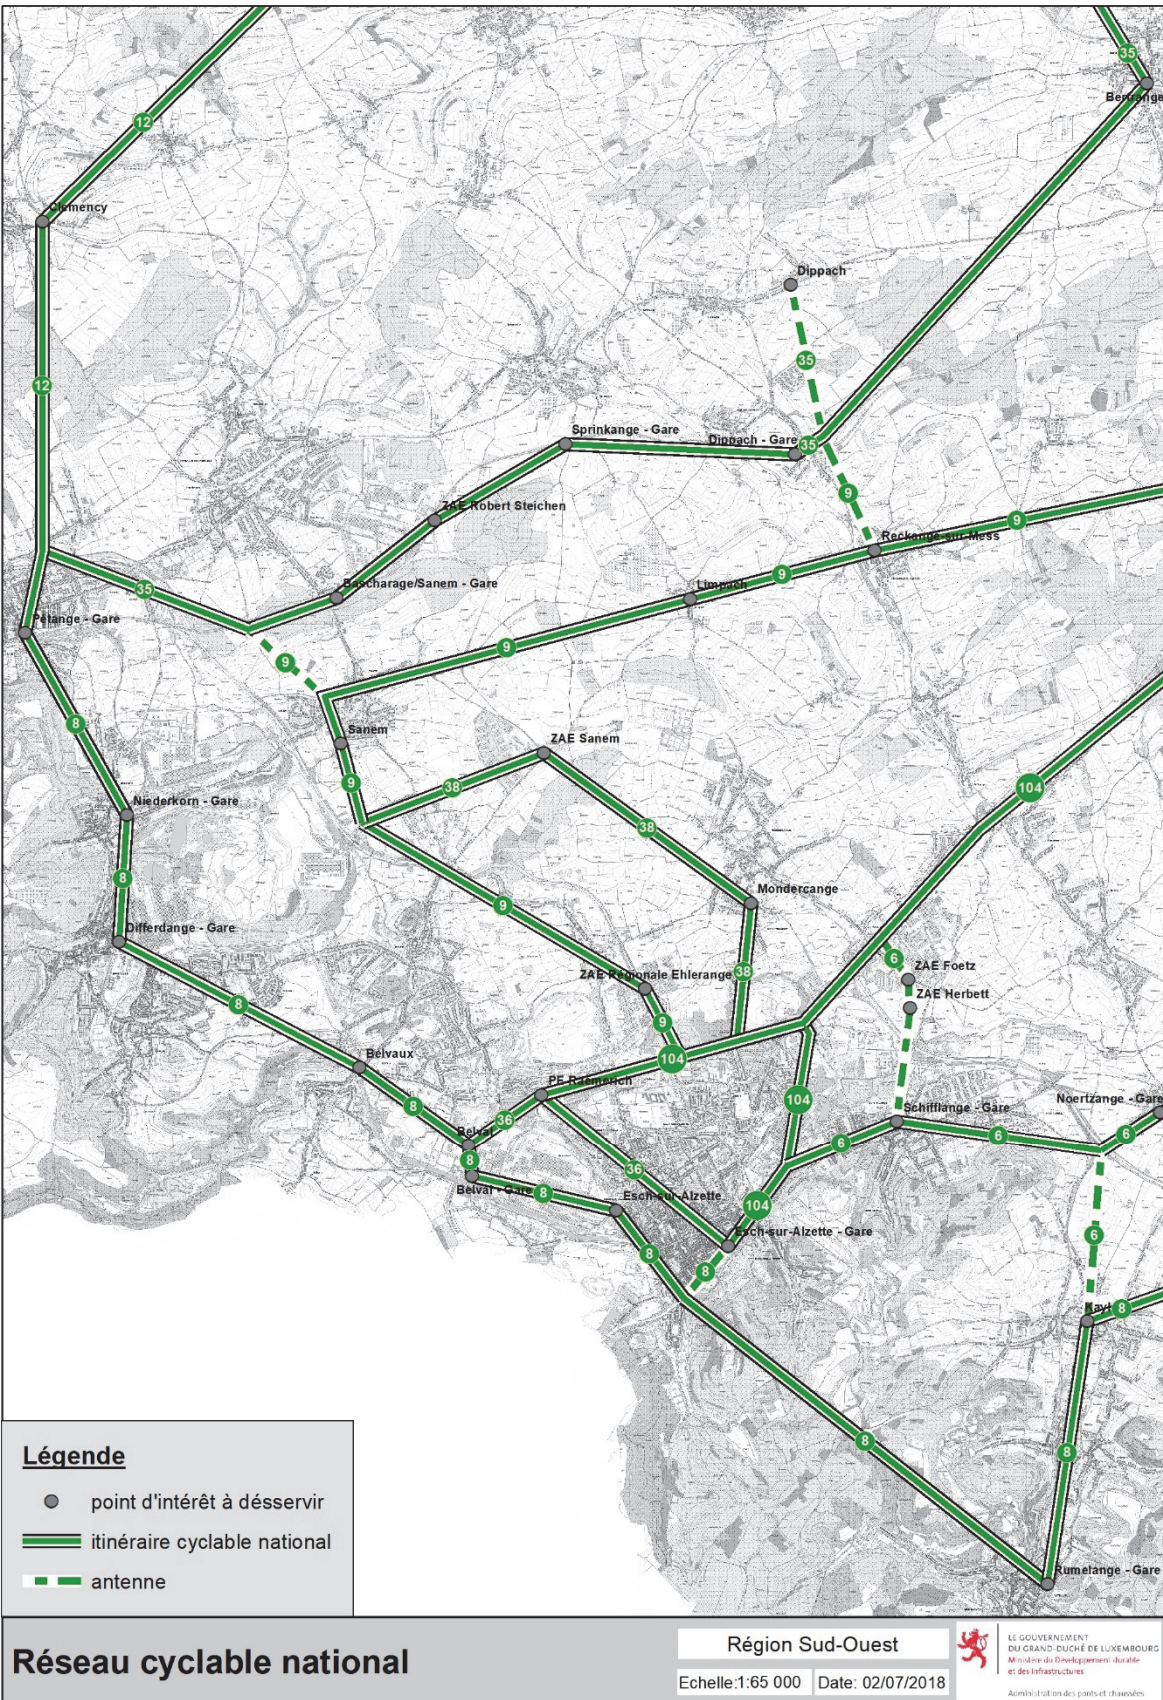 35
Bertrange
12
Clemency
Dippach
35
12
Sprinkange - Gare
Dippach - Gare
35
9
ZAE Robert Steichen
9
Reckange-sur-Mess
9
Bascharage/Sanem - Gare
35
Limpach
Pétange - Gare
9
9
8
Sanem
ZAE Sanem
9
38
104
Niederkorn - Gare
38
8
Mondercange
9
Differdange - Gare
6
ZAE Foetz
ZAE Régionale Ehlerange
38
ZAE Herbett
8
9
Belvaux
104
PE Raemerich
104
8
36
Schifflange - Gare
Noertzange - Gare
Belval
6
6
6
8
36
Belval - Gare
8
Esch-sur-Alzette
104
Esch-sur-Alzette - Gare
6
8
8
Kayl
8
8
8
Rumelange - Gare
Légende
point d'intérêt à désservir
itinéraire cyclable national
antenne
Réseau cyclable national
Région Sud-Ouest
Echelle:1:65 000
Date: 02/07/2018
LE GOUVERNEMENT
DU GRAND-DUCHÉ DE LUXEMBOURG
Ministère du Développement durable
et des Infrastructures
Administration des ponts et chaussées